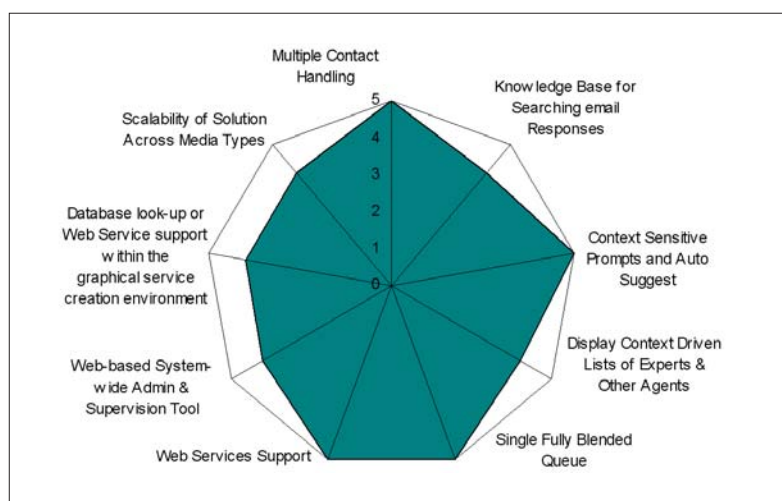 Multiple Contact
Handling
Knowledge Base for
Searching email
Responses
Scalability of Solution
Across Media Types
5
4
3
2
1
0
Database look-up or
Web Service support
within the
graphical service
creation environment
Context Sensitive
Prompts and Auto
Suggest
Display Context Driven
Lists of Experts &
Other Agents
Web-based System-
wide Admin &
Supervision Tool
Single Fully Blended
Queue
Web Services Support